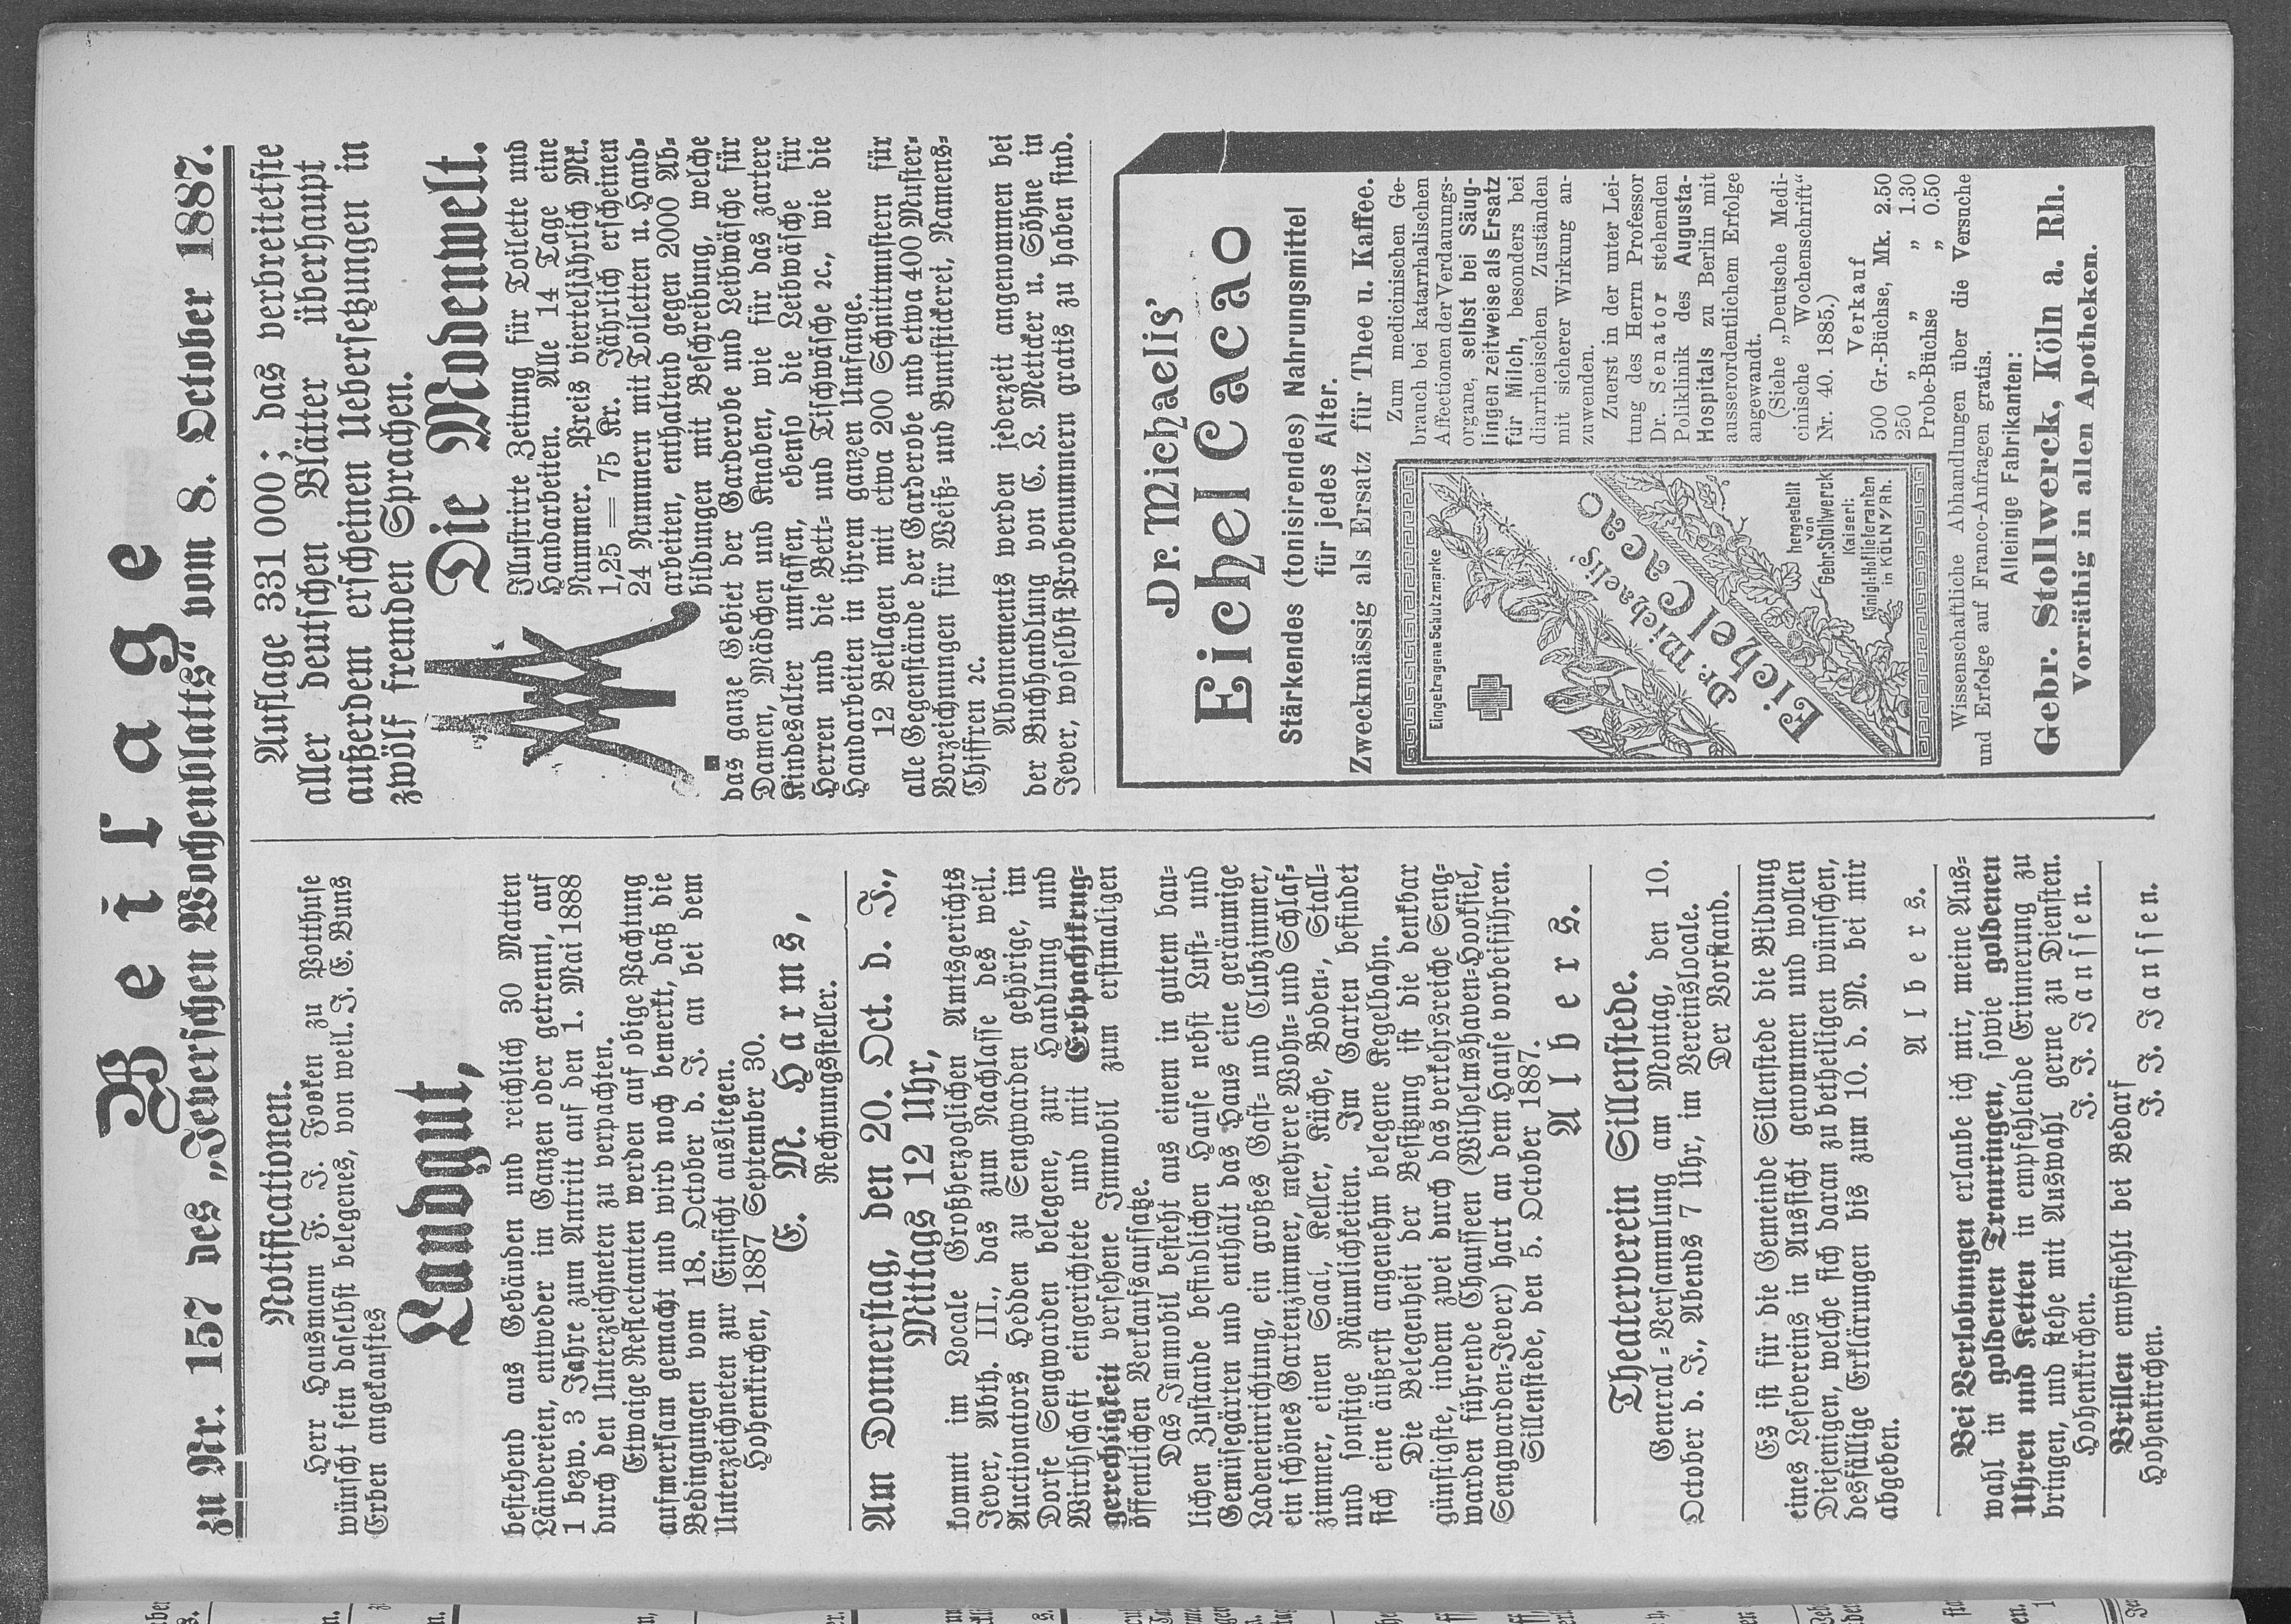 Beilage
zu Nr. 157 des „Jeverschen Wochenblatts“ vom 8. October 1887.
Notificationen.
Herr Hausmann F. J. Fooken zu Potthuse
wünscht sein daselbst belegenes, von weil. J. E. Buns
Erben angekauftes
Landgut,
bestehend aus Gebäuden und reichlich 30 Matten
Ländereien, entweder im Ganzen oder getrennt, auf
1 bezw. 3 Jahre zum Antritt auf den 1. Mai 1888
durch den Unterzeichneten zu verpachten.
Etwaige Reflectanten werden auf obige Pachtung
aufmerksam gemacht und wird noch bemerkt, daß die
Bedingungen vom 18. October d. J. an bei dem
Unterzeichneten zur Einsicht ausliegen.
Hohenkirchen, 1887 September 30.
E. M. Harms,
Rechnungssteller.
Am Donnerstag, den 20. Oct. d. J.,
Mittags 12 Uhr,
kommt im Locale Großherzoglichen Amtsgerichts
Jever, Abth. III., das zum Nachlasse des weil.
Auctionators Hedden zu Sengwarden gehörige, im
Dorfe Sengwarden belegene, zur Handlung und
Wirthschaft eingerichtete und mit Erbpachtkrug-
gerechtigkeit versehene Immobil zum erstmaligen
öffentlichen Verkaufsaufsatze.
Das Immobil besteht aus einem in gutem bau-
lichen Zustande befindlichen Hause nebst Lust- und
Gemüsegärten und enthält das Haus eine geräumige
Ladeneinrichtung, ein großes Gast- und Clubzimmer,
ein schönes Gartenzimmer, mehrere Wohn- und Schlaf-
zimmer, einen Saal, Keller, Küche, Boden-, Stall-
und sonstige Räumlichkeiten. Im Garten befindet
sich eine äußerst angenehm belegene Kegelbahn.
Die Belegenheit der Besitzung ist die denkbar
günstigste, indem zwei durch das verkehrsreiche Seng-
warden führende Chausseen (Wilhelmshaven-Hooksiel,
Sengwarden-Jever) hart an dem Hause vorbeiführen.
Sillenstede, den 5. October 1887.
Albers.
Theaterverein Sillenstede.
General-Versammlung am Montag, den 10.
October d. J., Abends 7 Uhr, im Vereinslocale.
Der Vorstand.
Es ist für die Gemeinde Sillenstede die Bildung
eines Lesevereins in Aussicht genommen und wollen
Diejenigen, welche sich daran zu betheiligen wünschen,
desfällige Erklärungen bis zum 10. d. M. bei mir
abgeben.
Albers.
Bei Verlobungen erlaube ich mir, meine Aus-
wahl in goldenen Trauringen, sowie goldenen
Uhren und Ketten in empfehlende Erinnerung zu
bringen, und stehe mit Auswahl gerne zu Diensten.
Hohenkirchen. J. J. Janssen.
Brillen empfiehlt bei Bedarf
Hohenkirchen. J. J. Janssen.
Auflage 331 000; das verbreitetste
aller deutschen Blätter überhaupt
außerdem erscheinen Uebersetzungen in
zwölf fremden Sprachen.
Die Modenwelt.
Illustrirte Zeitung für Toilette und
Handarbeiten. Alle 14 Tage eine
Nummer. Preis vierteljährlich Mk.
1,25 = 75 Kr. Jährlich erscheinen
24 Nummern mit Toiletten u. Hand-
arbeiten, enthaltend gegen 2000 Ab-
bildungen mit Beschreibung, welche
das ganze Gebiet der Garderobe und Leibwäsche für
Damen, Mädchen und Knaben, wie für das zartere
Kindesalter umfassen, ebenso die Leibwäsche für
Herren und die Bett- und Tischwäsche 2c., wie die
Handarbeiten in ihrem ganzen Umfange.
12 Beilagen mit etwa 200 Schnittmustern für
alle Gegenstände der Garderobe und etwa 400 Muster-
Vorzeichnungen für Weiß- und Buntstickerei, Namens-
Chiffren 2c.
Abonnements werden jederzeit angenommen bei
der Buchhandlung von C. L. Mettcker u. Söhne in
Jever, woselbst Probenummern gratis zu haben sind.
Dr. Michaelis'
Eichel Cacao
Stärkendes (tonisirendes) Nahrungsmittel
für jedes Alter.
Zweckmässig als Ersatz für Thee u. Kaffee.
Eingetragene Schutzmarke
Dr. Michaelis'
Eichel Cacao
hergestellt
von
Gebr. Stollwerck
Kaiserl:
Königl: Hoflieferanten
in KÖLN a/Rh.
Zum medicinischen Ge-
brauch bei katarrhalischen
Affectionen der Verdauungs-
organe, selbst bei Säug-
lingen zeitweise als Ersatz
für Milch, besonders bei
diarrhœischen Zuständen
mit sicherer Wirkung an-
zuwenden.
Zuerst in der unter Lei-
tung des Herrn Professor
Dr. Senator stehenden
Poliklinik des Augusta-
Hospitals zu Berlin mit
ausserordentlichem Erfolge
angewandt.
(Siehe „Deutsche Medi-
cinische Wochenschrift“
Nr. 40. 1885.)
Verkauf
500 Gr.-Büchse, Mk. 2.50
250 „ „ „ 1.30
Probe-Büchse „ 0.50
Wissenschaftliche Abhandlungen über die Versuche
und Erfolge auf Franco-Anfragen gratis.
Alleinige Fabrikanten:
Gebr. Stollwerck, Köln a. Rh.
Vorräthig in allen Apotheken.